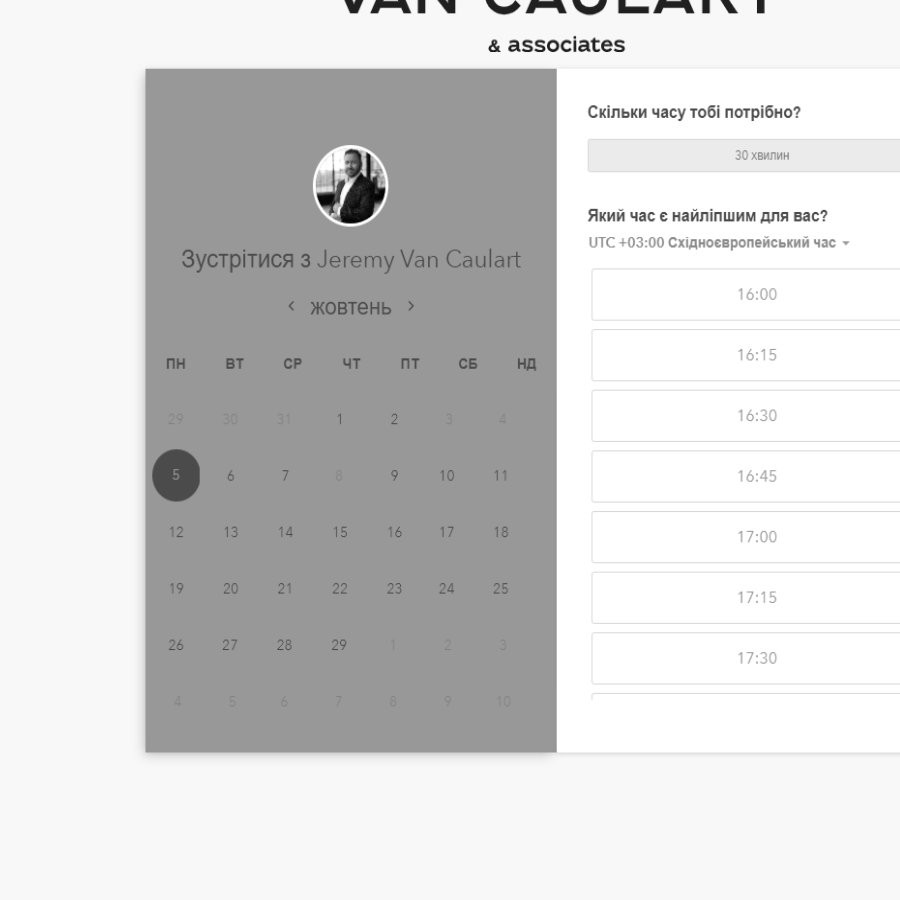 VAN CAULART
& associates
Зустрітися з Jeremy Van Caulart
‹ жовтень ›
ПН ВТ СР ЧТ ПТ СБ НД
29 30 31 1 2 3 4
5 6 7 8 9 10 11
12 13 14 15 16 17 18
19 20 21 22 23 24 25
26 27 28 29 1 2 3
4 5 6 7 8 9 10
Скільки часу тобі потрібно?
30 хвилин
Який час є найліпшим для вас?
UTC +03:00 Східноєвропейський час
16:00
16:15
16:30
16:45
17:00
17:15
17:30